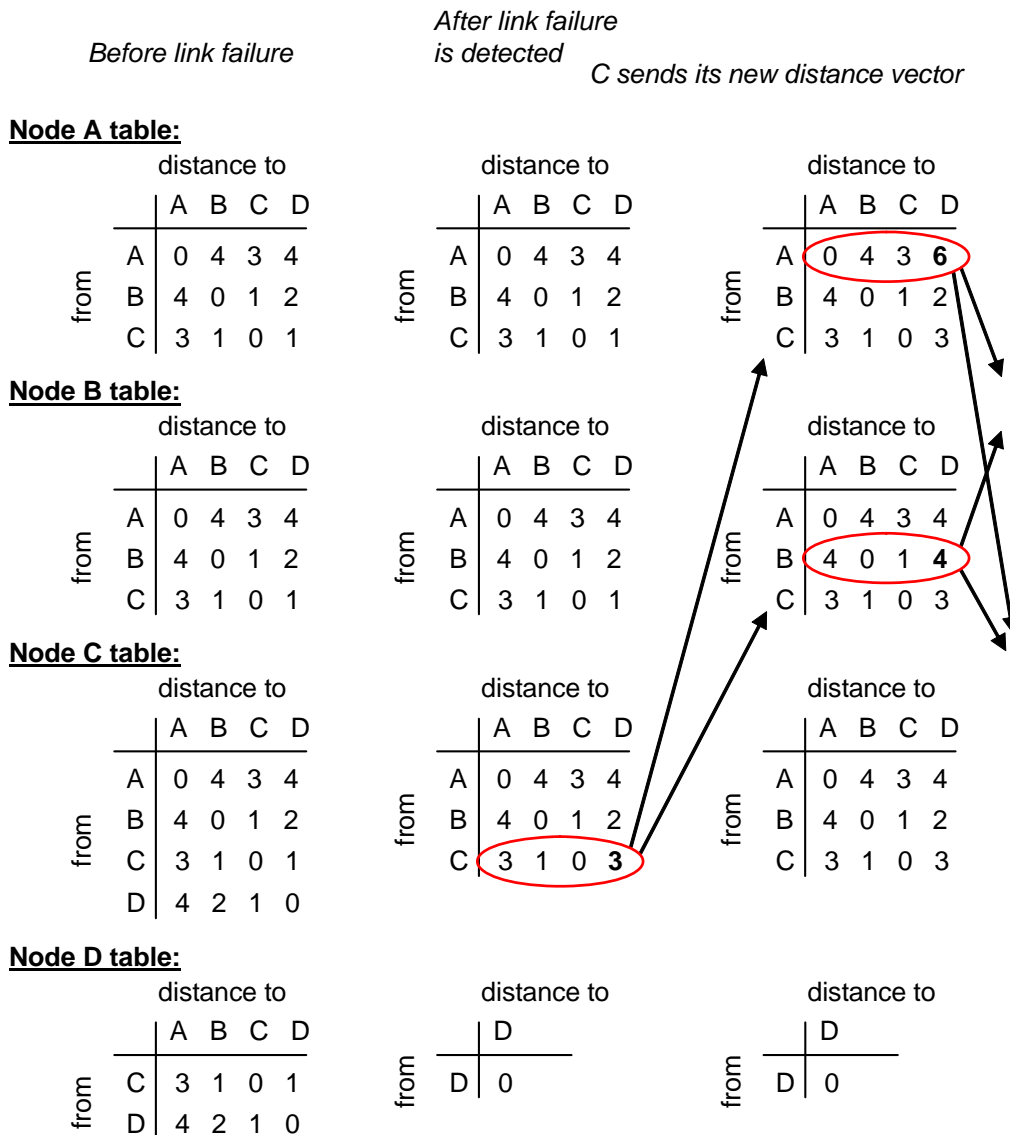 Before link failure
After link failure
is detected
C sends its new distance vector
Node A table:
distance to distance to distance to
A B C D A B C D A B C D
A 0 4 3 4 A 0 4 3 4 A 0 4 3 6
from B 4 0 1 2 from B 4 0 1 2 from B 4 0 1 2
C 3 1 0 1 C 3 1 0 1 C 3 1 0 3
Node B table:
distance to distance to distance to
A B C D A B C D A B C D
A 0 4 3 4 A 0 4 3 4 A 0 4 3 4
from B 4 0 1 2 from B 4 0 1 2 from B 4 0 1 4
C 3 1 0 1 C 3 1 0 1 C 3 1 0 3
Node C table:
distance to distance to distance to
A B C D A B C D A B C D
A 0 4 3 4 A 0 4 3 4 A 0 4 3 4
from B 4 0 1 2 from B 4 0 1 2 from B 4 0 1 2
C 3 1 0 1 C 3 1 0 3 C 3 1 0 3
D 4 2 1 0
Node D table:
distance to distance to distance to
A B C D D D
from C 3 1 0 1 from D 0 from D 0
D 4 2 1 0